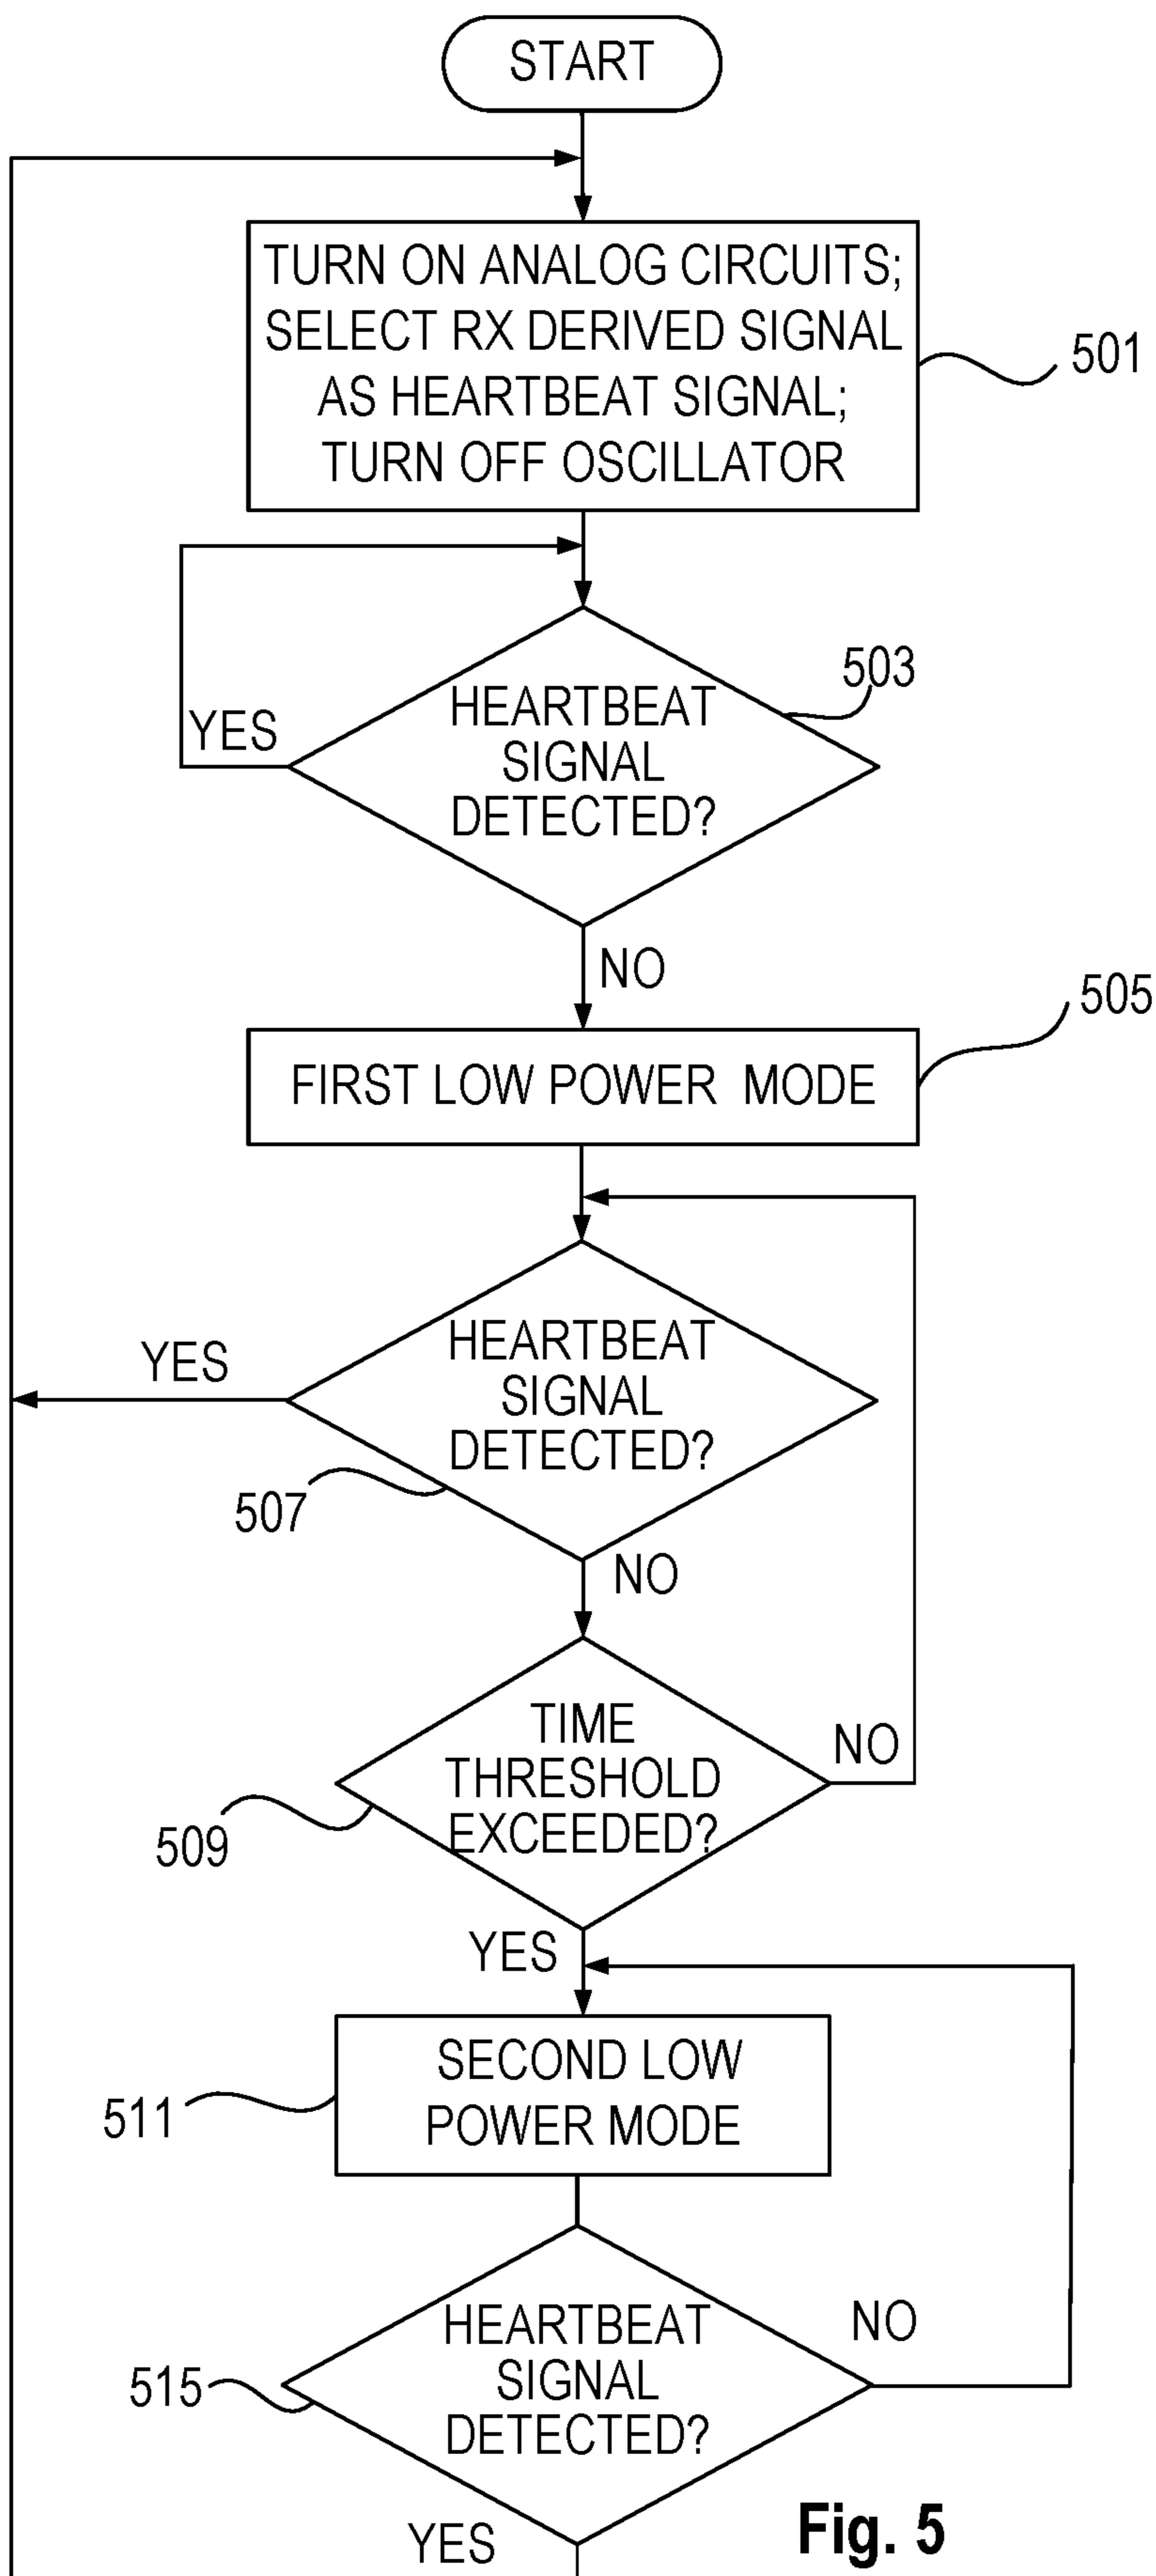 START
TURN ON ANALOG CIRCUITS;
SELECT RX DERIVED SIGNAL
AS HEARTBEAT SIGNAL;
TURN OFF OSCILLATOR
501
HEARTBEAT
SIGNAL
DETECTED?
503
YES
NO
FIRST LOW POWER MODE
505
HEARTBEAT
SIGNAL
DETECTED?
YES
507
NO
TIME
THRESHOLD
EXCEEDED?
NO
509
YES
SECOND LOW
POWER MODE
511
HEARTBEAT
SIGNAL
DETECTED?
NO
515
YES
Fig. 5